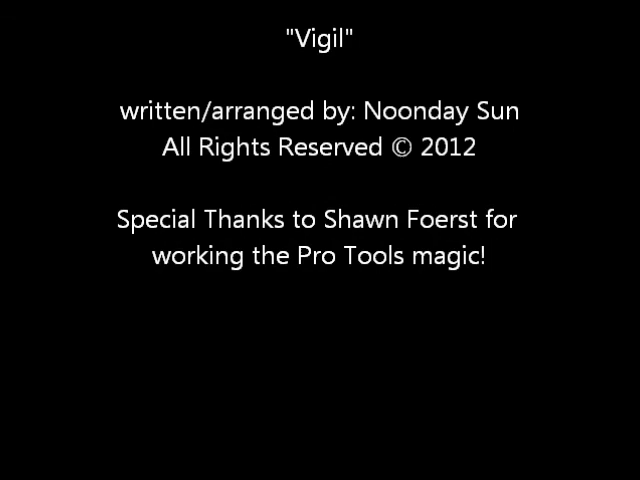 "Vigil"
written/arranged by: Noonday Sun
All Rights Reserved © 2012
Special Thanks to Shawn Foerst for
working the Pro Tools magic!